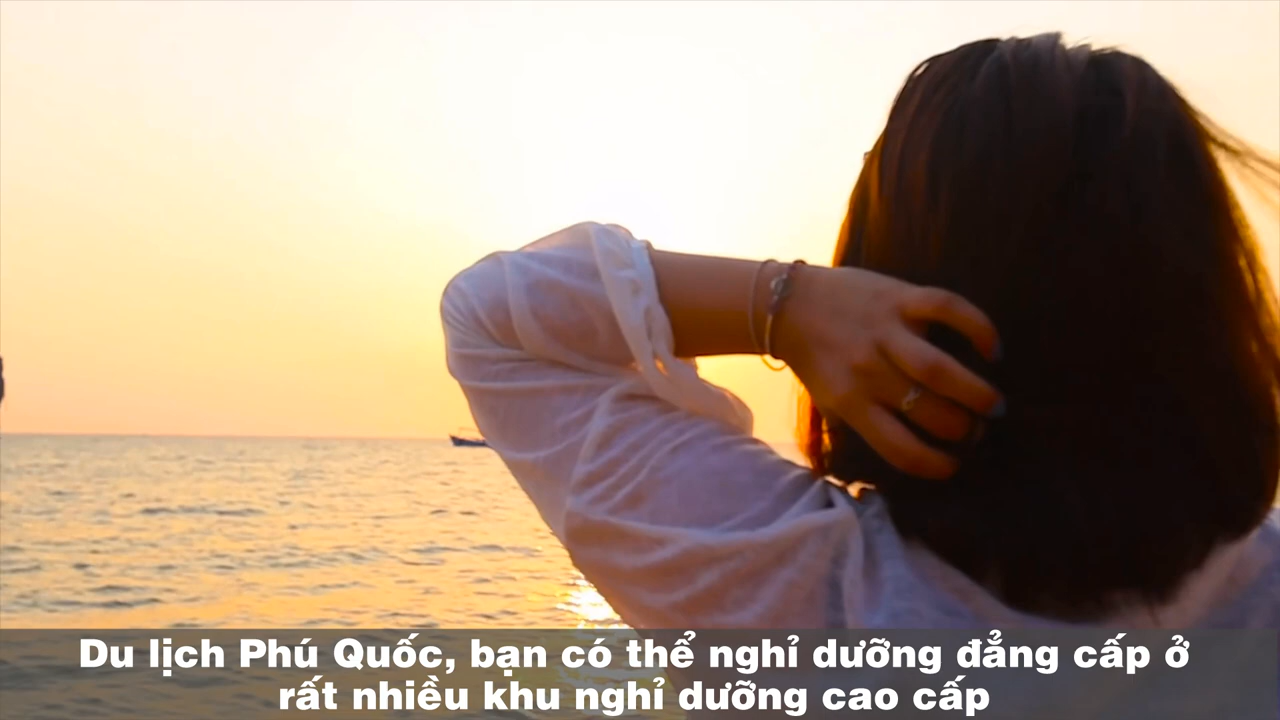 Du lịch Phú Quốc, bạn có thể nghỉ dưỡng đẳng cấp ở
rất nhiều khu nghỉ dưỡng cao cấp